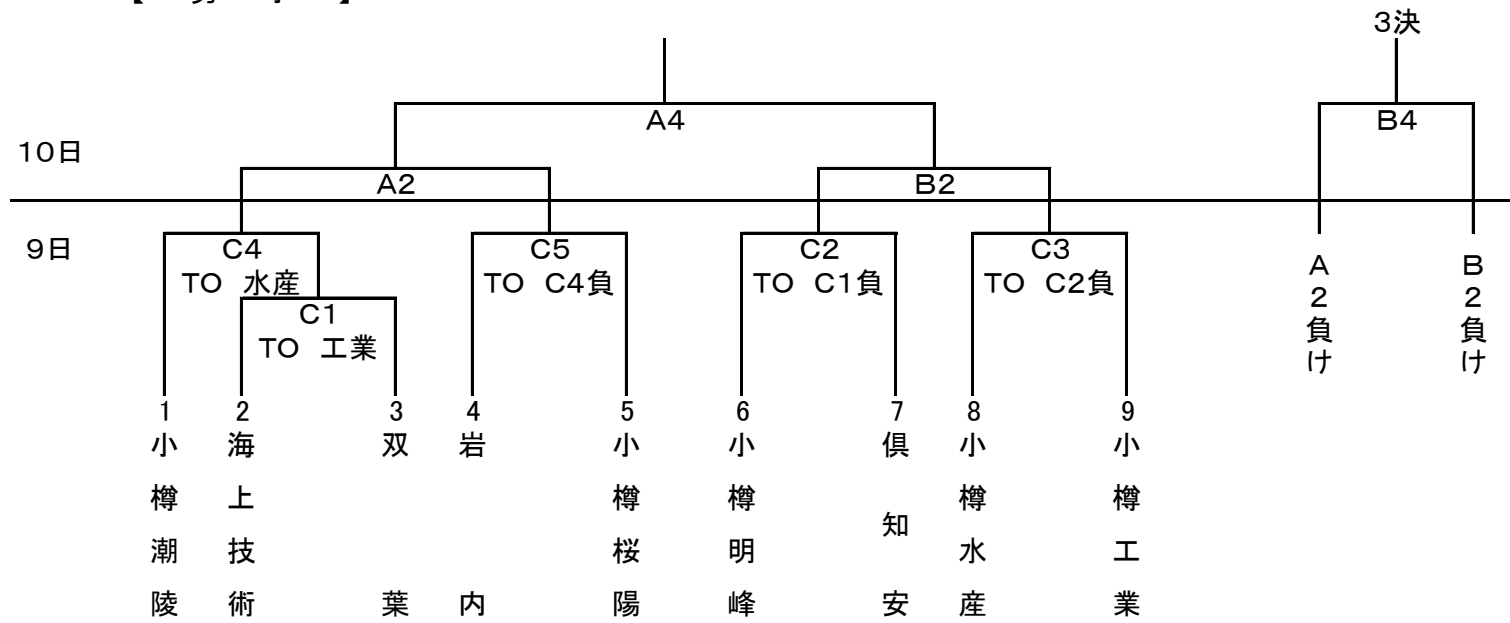 3決
A4
B4
10日
A2
B2
9日
C4
TO 水産
C5
TO C4負
C2
TO C1負
C3
TO C2負
A2負け
B2負け
C1
TO 工業
1 小樽潮陵
2 海上技術
3 双葉
4 岩内
5 小樽桜陽
6 小樽明峰
7 倶知安
8 小樽水産
9 小樽工業